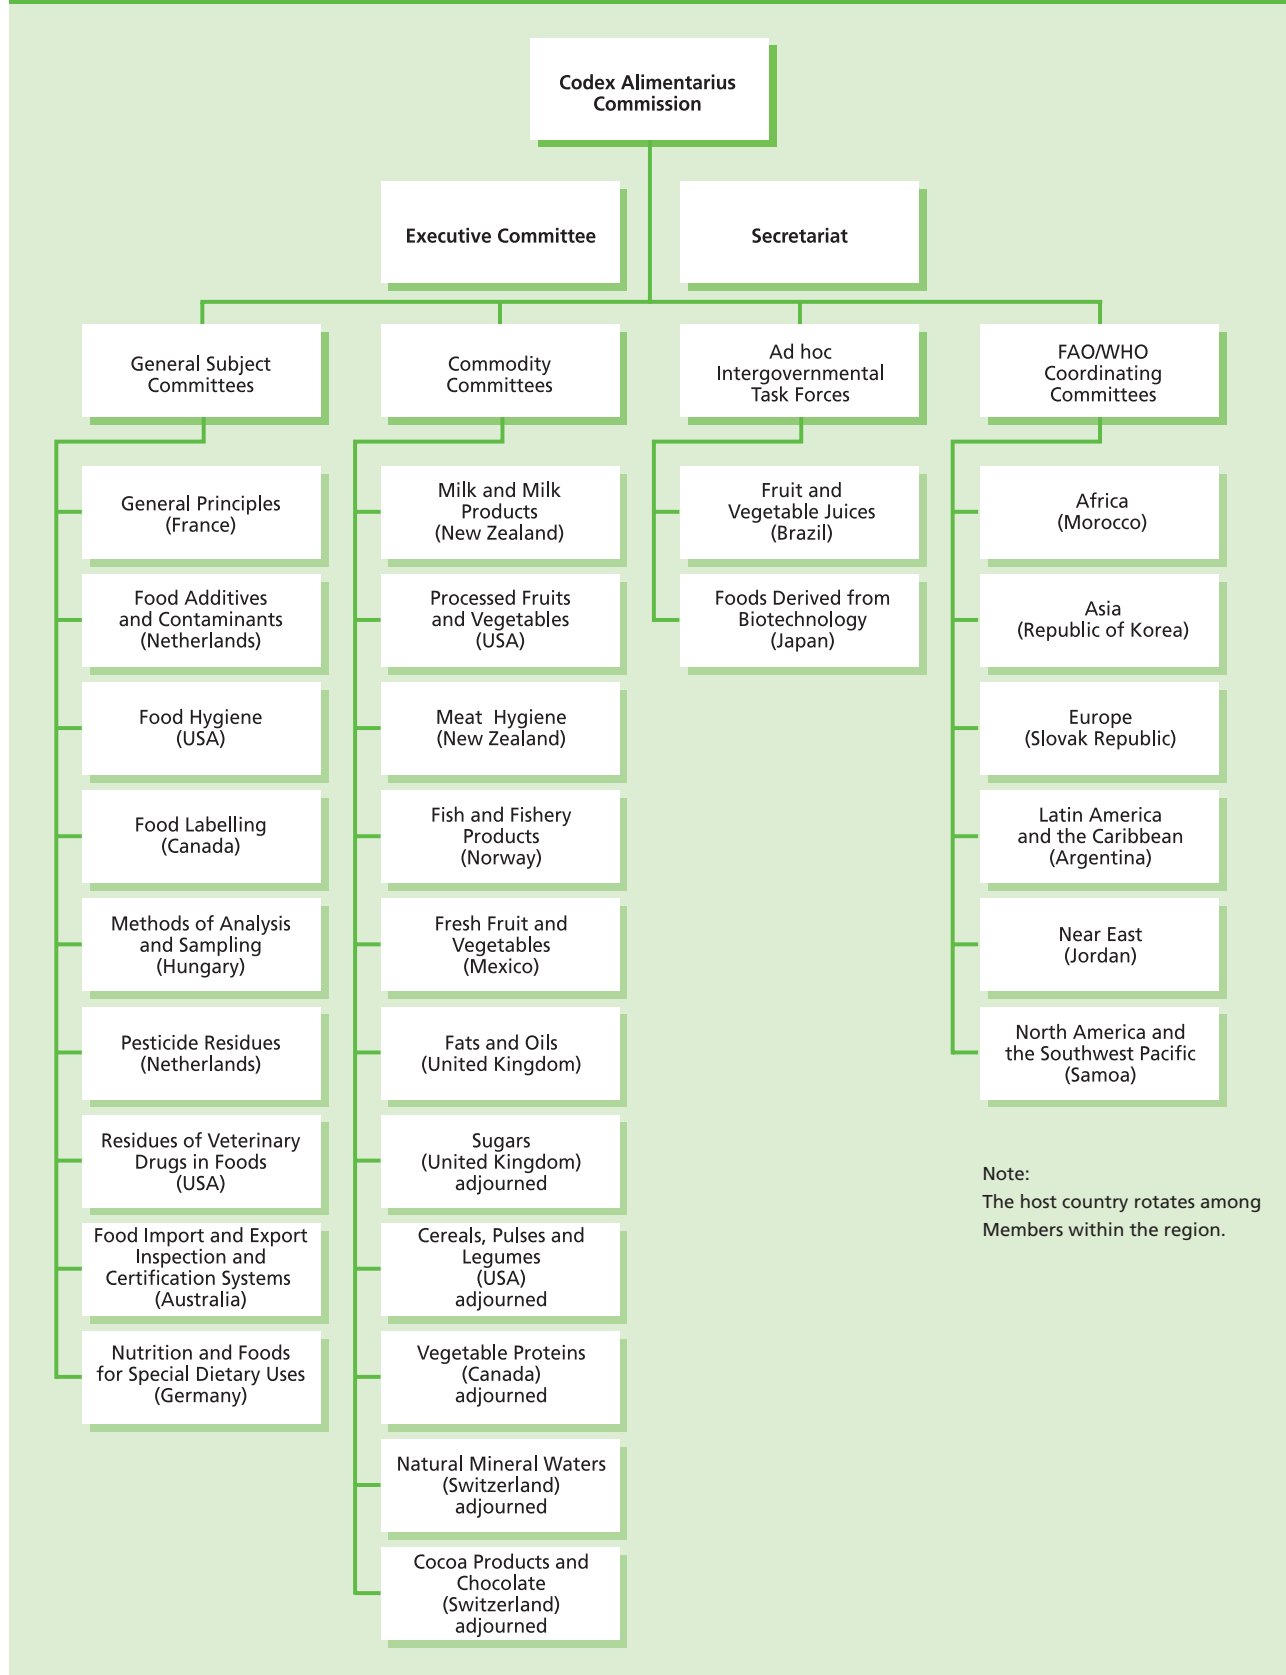 Codex Alimentarius
Commission
Executive Committee
Secretariat
General Subject
Committees
Commodity
Committees
Ad hoc
Intergovernmental
Task Forces
FAO/WHO
Coordinating
Committees
General Principles
(France)
Food Additives
and Contaminants
(Netherlands)
Food Hygiene
(USA)
Food Labelling
(Canada)
Methods of Analysis
and Sampling
(Hungary)
Pesticide Residues
(Netherlands)
Residues of Veterinary
Drugs in Foods
(USA)
Food Import and Export
Inspection and
Certification Systems
(Australia)
Nutrition and Foods
for Special Dietary Uses
(Germany)
Milk and Milk
Products
(New Zealand)
Processed Fruits
and Vegetables
(USA)
Meat Hygiene
(New Zealand)
Fish and Fishery
Products
(Norway)
Fresh Fruit and
Vegetables
(Mexico)
Fats and Oils
(United Kingdom)
Sugars
(United Kingdom)
adjourned
Cereals, Pulses and
Legumes
(USA)
adjourned
Vegetable Proteins
(Canada)
adjourned
Natural Mineral Waters
(Switzerland)
adjourned
Cocoa Products and
Chocolate
(Switzerland)
adjourned
Fruit and
Vegetable Juices
(Brazil)
Foods Derived from
Biotechnology
(Japan)
Africa
(Morocco)
Asia
(Republic of Korea)
Europe
(Slovak Republic)
Latin America
and the Caribbean
(Argentina)
Near East
(Jordan)
North America and
the Southwest Pacific
(Samoa)
Note:
The host country rotates among
Members within the region.